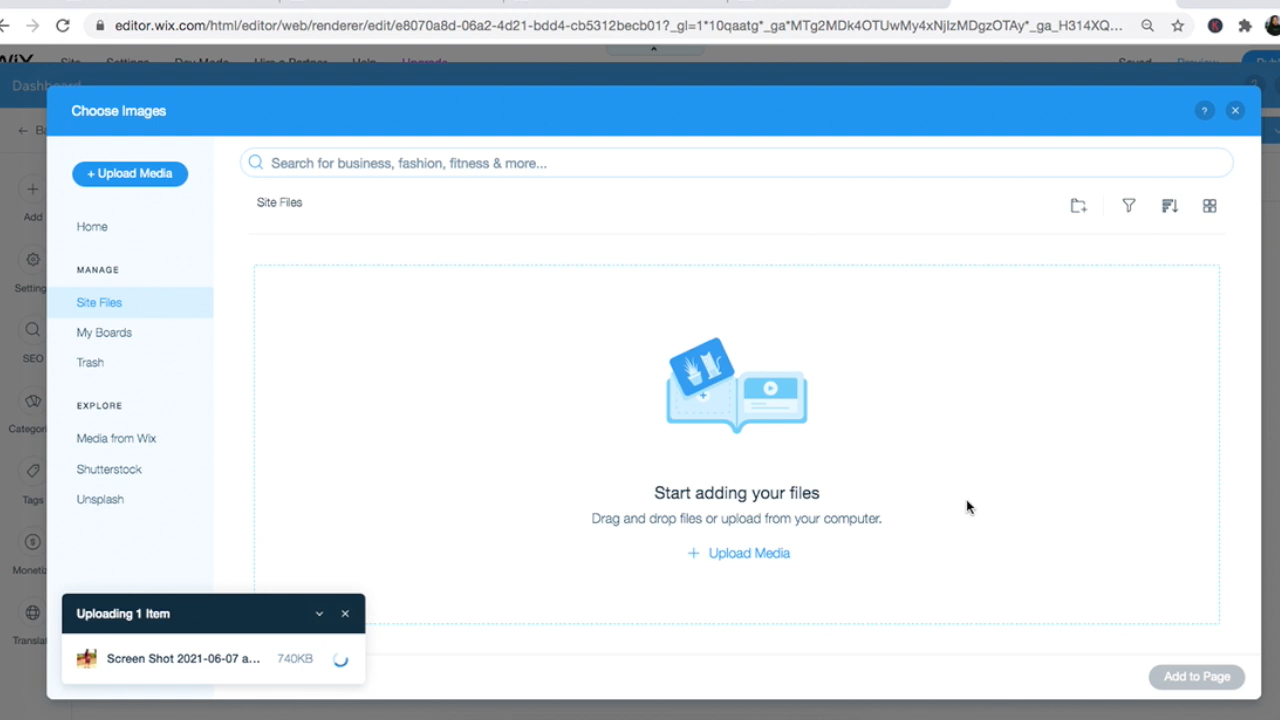 editor.wix.com/html/editor/web/renderer/edit/e8070a8d-06a2-4d21-bdd4-cb5312becb01?_gl=1*10qaatg*_ga*MTg2MDk4OTUwMy4xNjIzMDgzOTAy*_ga_H314XQ...
WiX Site Settings Dev Mode Hire a Partner Help Upgrade Saved Preview
Dashboard
Choose Images
?
+ Upload Media
Search for business, fashion, fitness & more...
Site Files
Add
Home
MANAGE
Setting
Site Files
My Boards
SEO
Trash
EXPLORE
Categori
Media from Wix
Shutterstock
Tags
Unsplash
Start adding your files
Drag and drop files or upload from your computer.
+ Upload Media
Moneti
Uploading 1 Item
Translat
Screen Shot 2021-06-07 a... 740KB
Add to Page